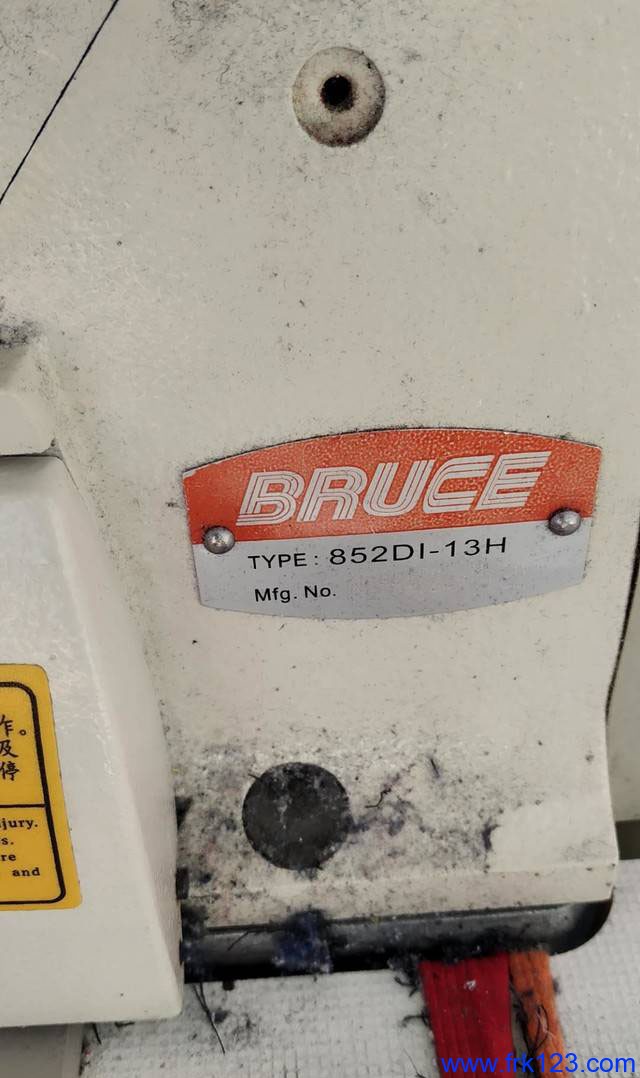 BRUCE
TYPE : 852DI-13H
Mfg. No.
作。
及
停
jury.
s.
re
and
www.frk123.com